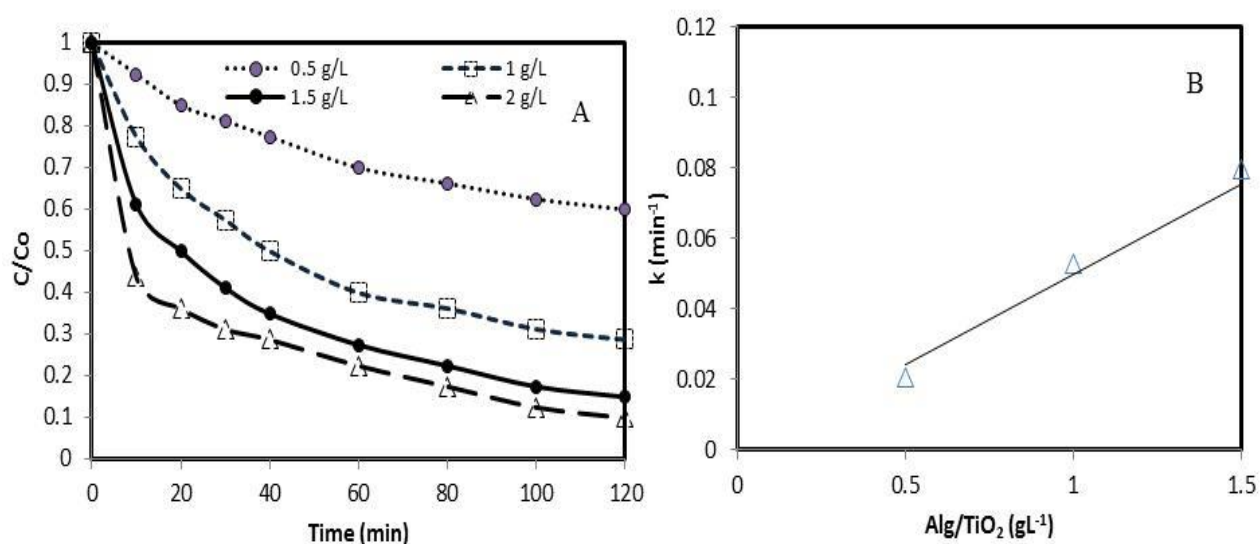 C/Co
1
0.9
0.8
0.7
0.6
0.5
0.4
0.3
0.2
0.1
0
0.5 g/L
1 g/L
1.5 g/L
2 g/L
A
0 20 40 60 80 100 120
Time (min)
k (min⁻¹)
0.12
0.1
0.08
0.06
0.04
0.02
0
B
0 0.5 1 1.5
Alg/TiO₂ (gL⁻¹)